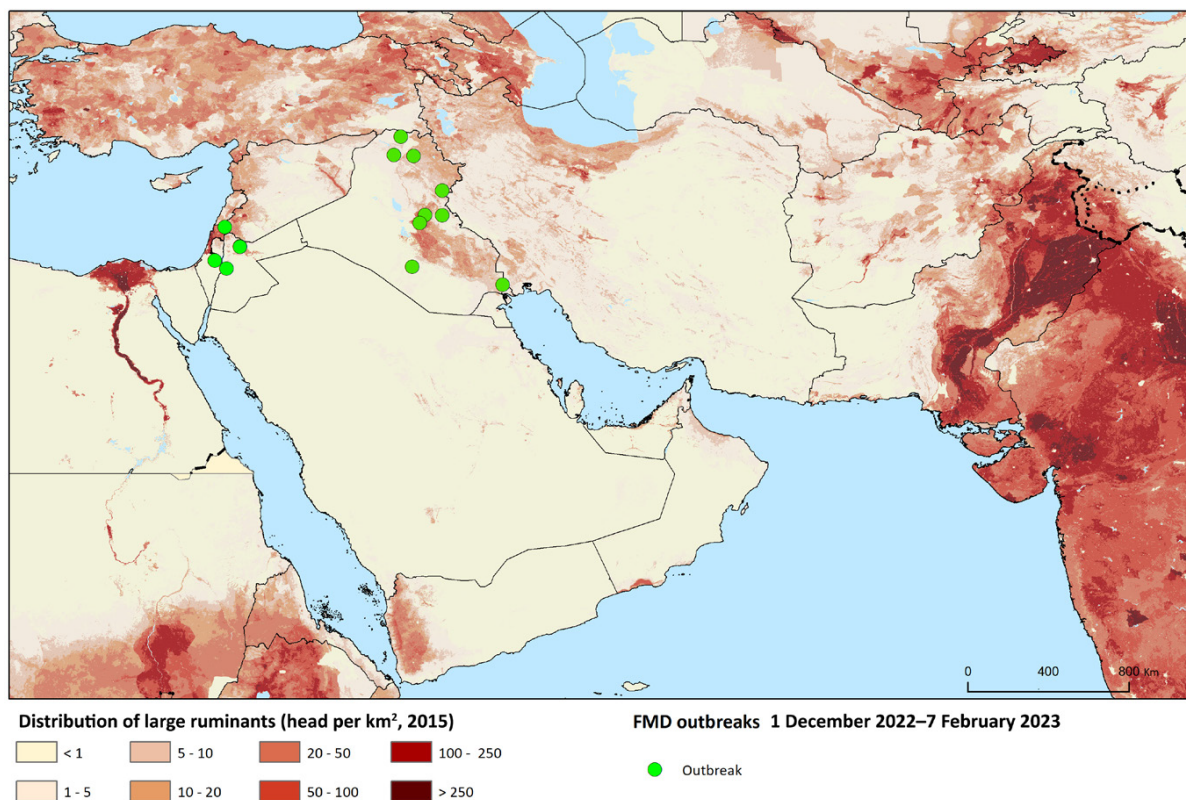 0 400 800 Km
Distribution of large ruminants (head per km², 2015)
< 1 5 - 10 20 - 50 100 - 250
1 - 5 10 - 20 50 - 100 > 250
FMD outbreaks 1 December 2022–7 February 2023
Outbreak